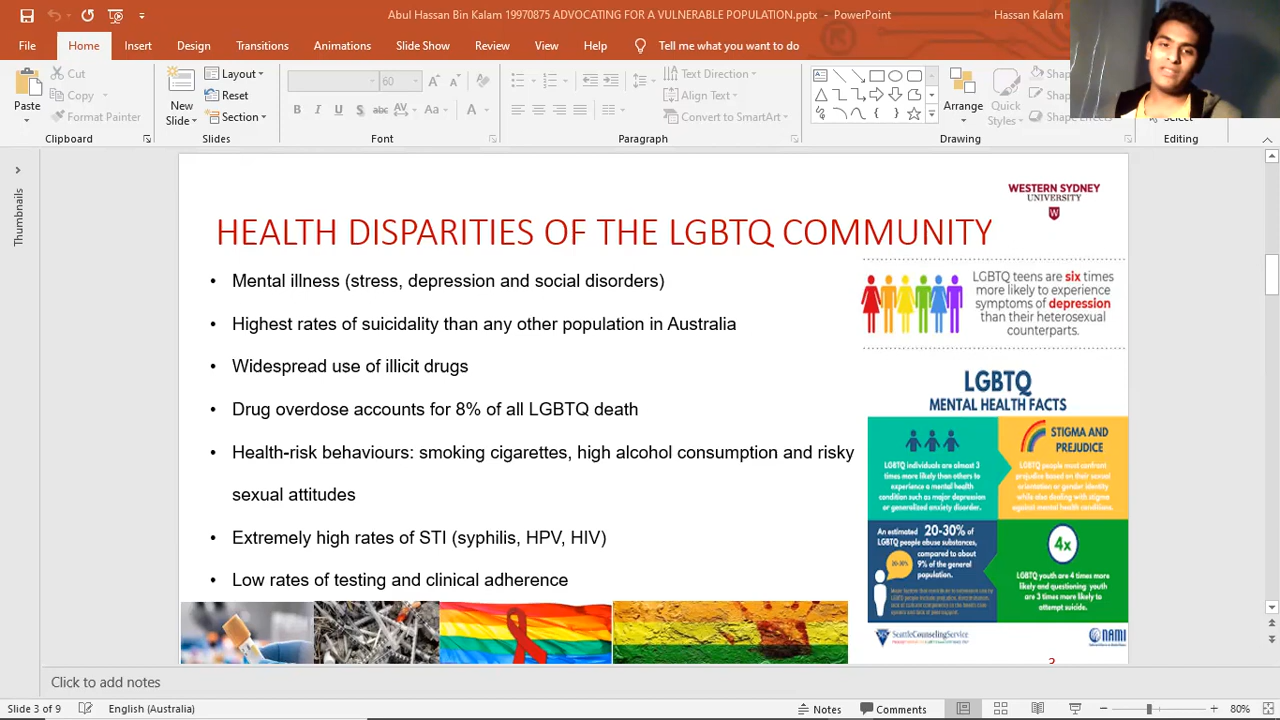 Abul Hassan Bin Kalam 19970875 ADVOCATING FOR A VULNERABLE POPULATION.pptx - PowerPoint
Hassan Kalam
File Home Insert Design Transitions Animations Slide Show Review View Help Tell me what you want to do
Paste
Cut
Copy
Format Painter
Clipboard
New
Slide
Layout
Reset
Section
Slides
60
B I U S abc AV Aa A
Font
Text Direction
Align Text
Convert to SmartArt
Paragraph
Arrange
Quick
Styles
Shape Effects
Drawing
Select
Editing
Thumbnails
WESTERN SYDNEY
UNIVERSITY
W
HEALTH DISPARITIES OF THE LGBTQ COMMUNITY
• Mental illness (stress, depression and social disorders)
• Highest rates of suicidality than any other population in Australia
• Widespread use of illicit drugs
• Drug overdose accounts for 8% of all LGBTQ death
• Health-risk behaviours: smoking cigarettes, high alcohol consumption and risky
sexual attitudes
• Extremely high rates of STI (syphilis, HPV, HIV)
• Low rates of testing and clinical adherence
LGBTQ teens are six times
more likely to experience
symptoms of depression
than their heterosexual
counterparts.
LGBTQ
MENTAL HEALTH FACTS
LGBTQ individuals are almost 3
times more likely than others to
experience a mental health
condition such as major depression
or generalized anxiety disorder.
STIGMA AND
PREJUDICE
LGBTQ people must confront
prejudice based on their sexual
orientation or gender identity
while also dealing with stigma
against mental health conditions.
An estimated 20-30% of
LGBTQ people abuse substances,
compared to about
9% of the general
population.
20-30%
4x
LGBTQ youth are 4 times more
likely and questioning youth
are 3 times more likely to
attempt suicide.
SeattleCounselingService
NAMI
3
Click to add notes
Slide 3 of 9
English (Australia)
Notes
Comments
80%